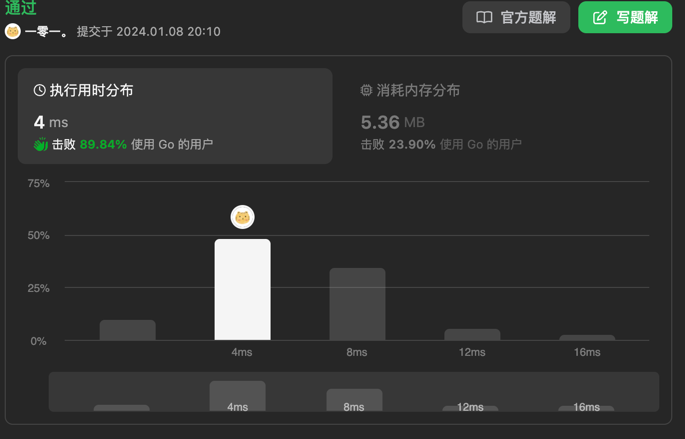 通过
官方题解
写题解
一零一。 提交于 2024.01.08 20:10
执行用时分布
消耗内存分布
4 ms
5.36 MB
击败 89.84% 使用 Go 的用户
击败 23.90% 使用 Go 的用户
75%
50%
25%
0%
4ms 8ms 12ms 16ms
4ms 8ms 12ms 16ms